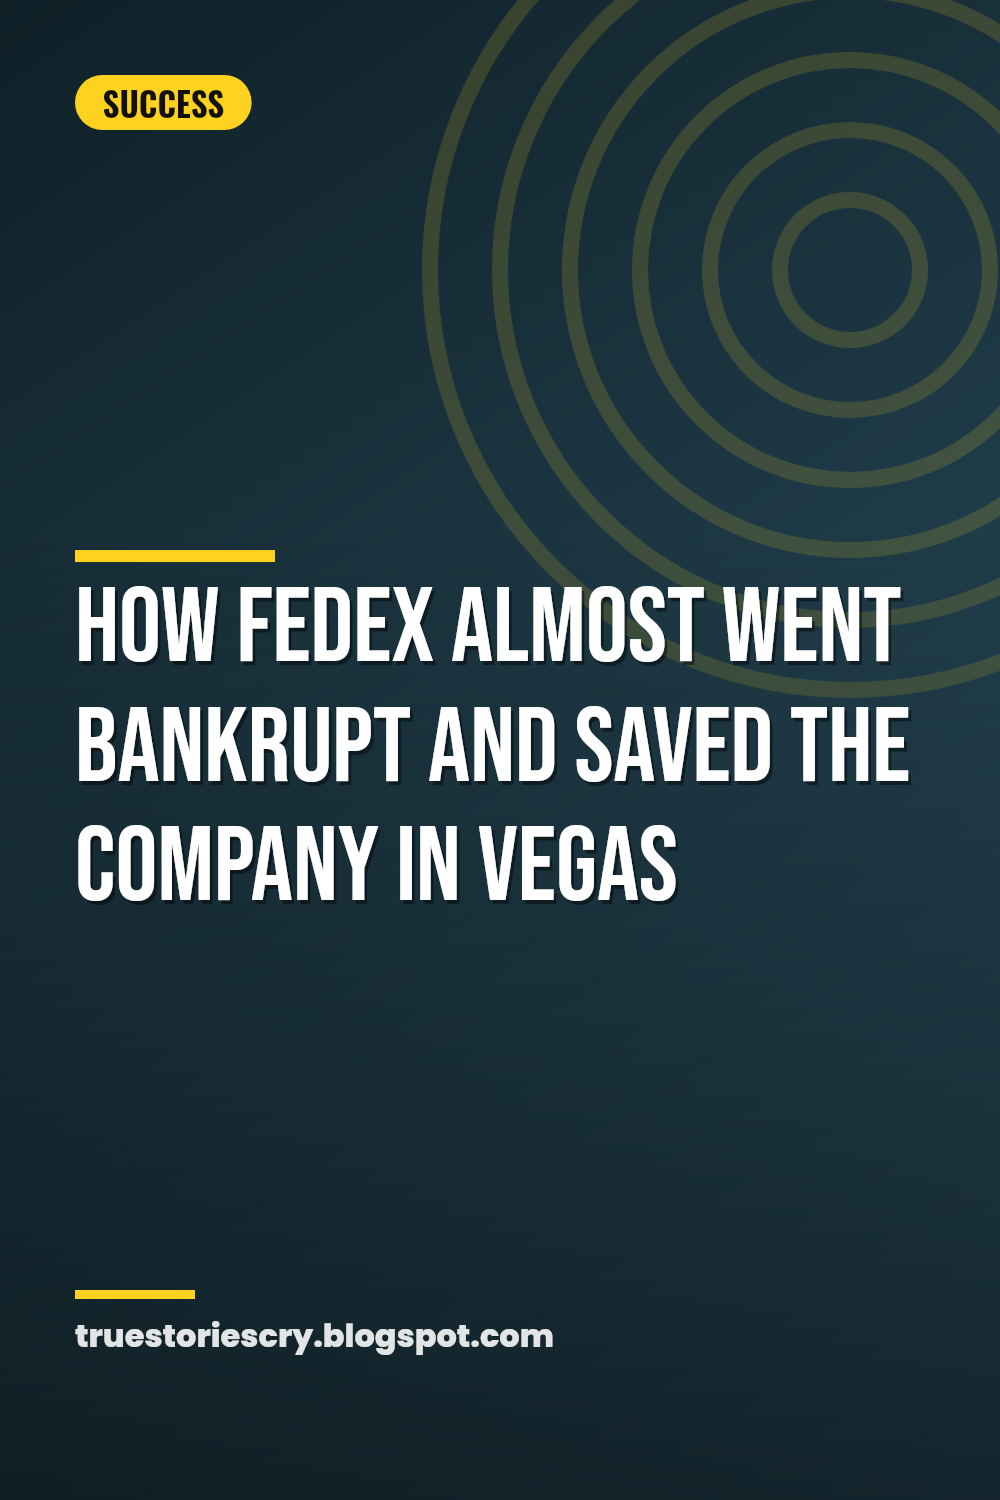 SUCCESS
HOW FEDEX ALMOST WENT
BANKRUPT AND SAVED THE
COMPANY IN VEGAS
truestoriescry.blogspot.com